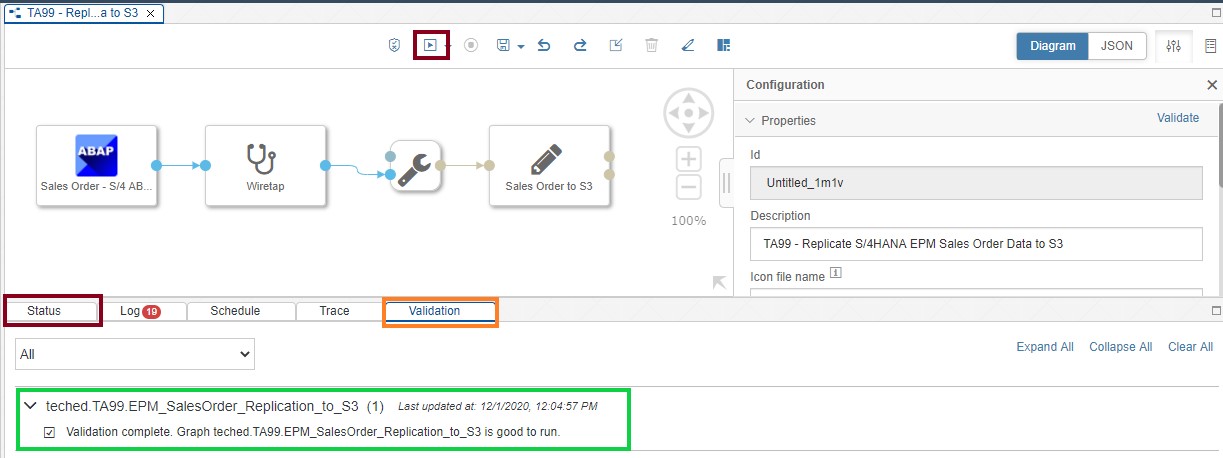 TA99 - Repl...a to S3
Diagram
JSON
Configuration
Properties
Validate
Id
Untitled_1m1v
Description
TA99 - Replicate S/4HANA EPM Sales Order Data to S3
Icon file name
ABAP
Sales Order - S/4 AB...
Wiretap
Sales Order to S3
100%
Status
Log 19
Schedule
Trace
Validation
All
Expand All
Collapse All
Clear All
teched.TA99.EPM_SalesOrder_Replication_to_S3 (1) Last updated at: 12/1/2020, 12:04:57 PM
Validation complete. Graph teched.TA99.EPM_SalesOrder_Replication_to_S3 is good to run.